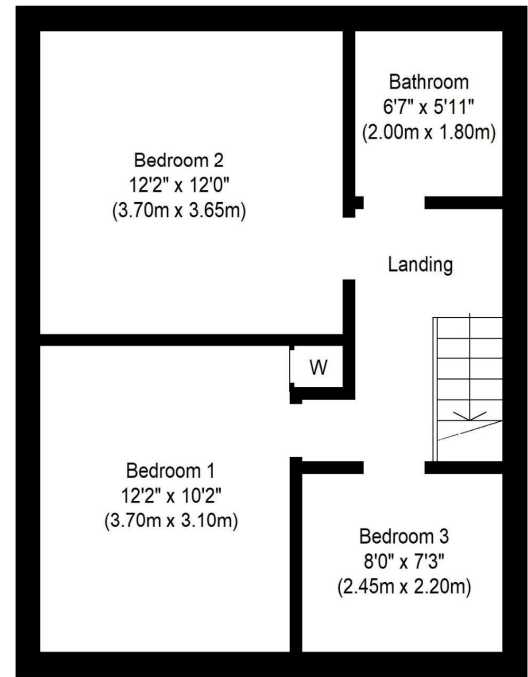 Bathroom
6'7" x 5'11"
(2.00m x 1.80m)
Bedroom 2
12'2" x 12'0"
(3.70m x 3.65m)
Landing
W
Bedroom 1
12'2" x 10'2"
(3.70m x 3.10m)
Bedroom 3
8'0" x 7'3"
(2.45m x 2.20m)